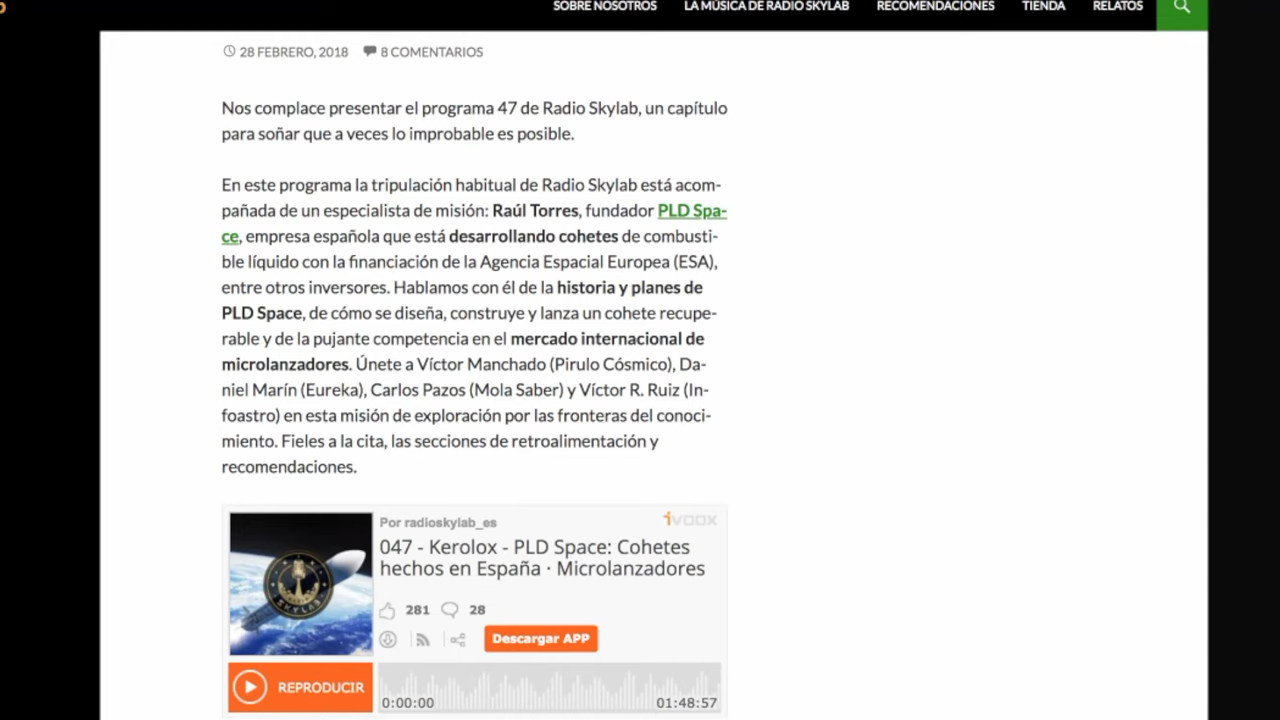 SOBRE NOSOTROS LA MÚSICA DE RADIO SKYLAB RECOMENDACIONES TIENDA RELATOS
28 FEBRERO, 2018 8 COMENTARIOS
Nos complace presentar el programa 47 de Radio Skylab, un capítulo
para soñar que a veces lo improbable es posible.
En este programa la tripulación habitual de Radio Skylab está acom-
pañada de un especialista de misión: Raúl Torres, fundador PLD Spa-
ce, empresa española que está desarrollando cohetes de combusti-
ble líquido con la financiación de la Agencia Espacial Europea (ESA),
entre otros inversores. Hablamos con él de la historia y planes de
PLD Space, de cómo se diseña, construye y lanza un cohete recupe-
rable y de la pujante competencia en el mercado internacional de
microlanzadores. Únete a Víctor Manchado (Pirulo Cósmico), Da-
niel Marín (Eureka), Carlos Pazos (Mola Saber) y Víctor R. Ruiz (In-
foastro) en esta misión de exploración por las fronteras del conoci-
miento. Fieles a la cita, las secciones de retroalimentación y
recomendaciones.
Por radioskylab_es ivoox
047 - Kerolox - PLD Space: Cohetes
hechos en España · Microlanzadores
SKYLAB
281 28
Descargar APP
REPRODUCIR
0:00:00 01:48:57